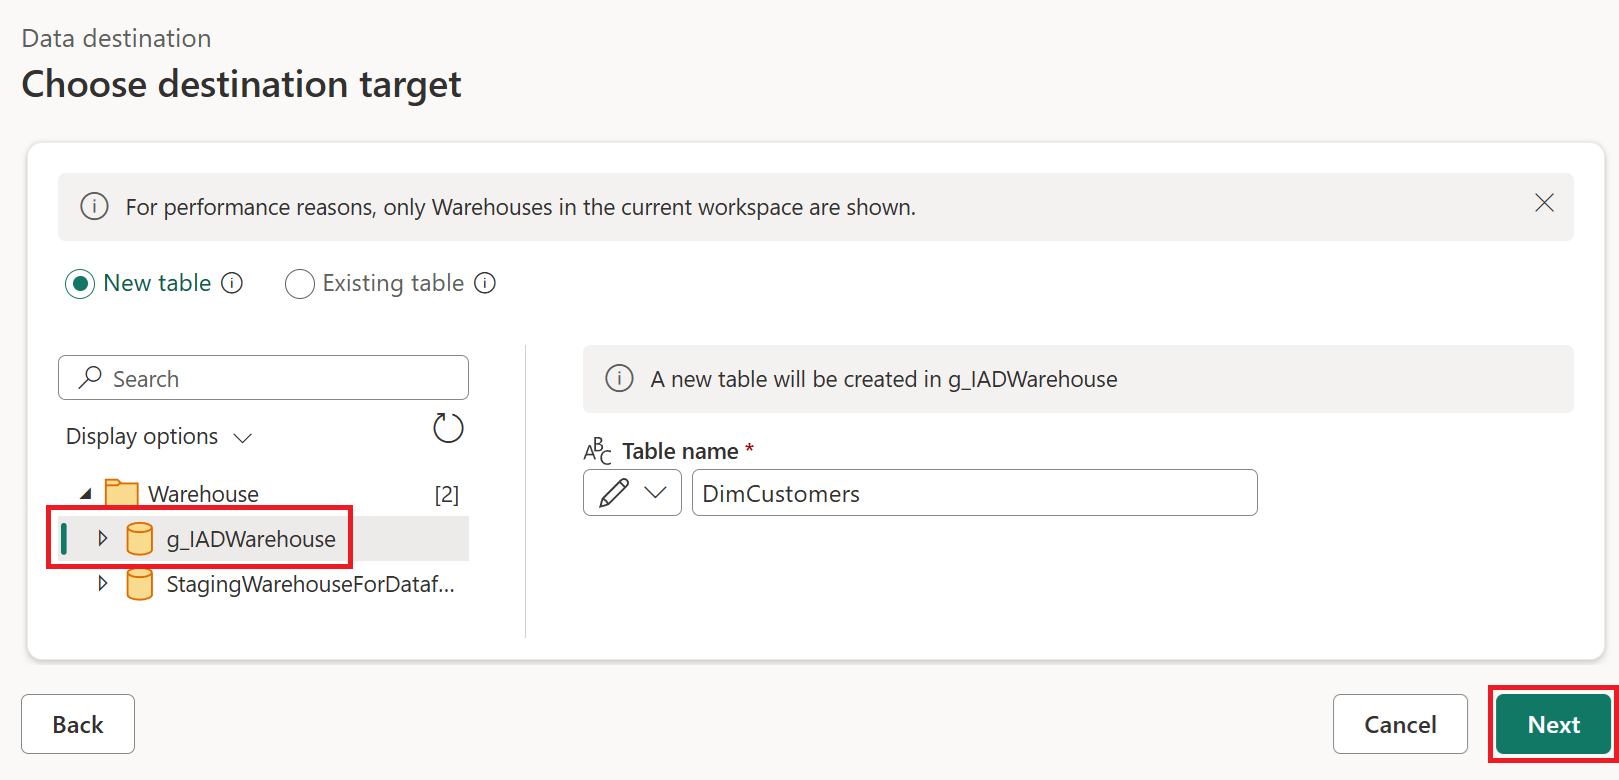 Data destination
Choose destination target
For performance reasons, only Warehouses in the current workspace are shown.
New table Existing table
Search
Display options
Warehouse [2]
g_IADWarehouse
StagingWarehouseForDataf...
A new table will be created in g_IADWarehouse
ABC Table name *
DimCustomers
Back Cancel Next